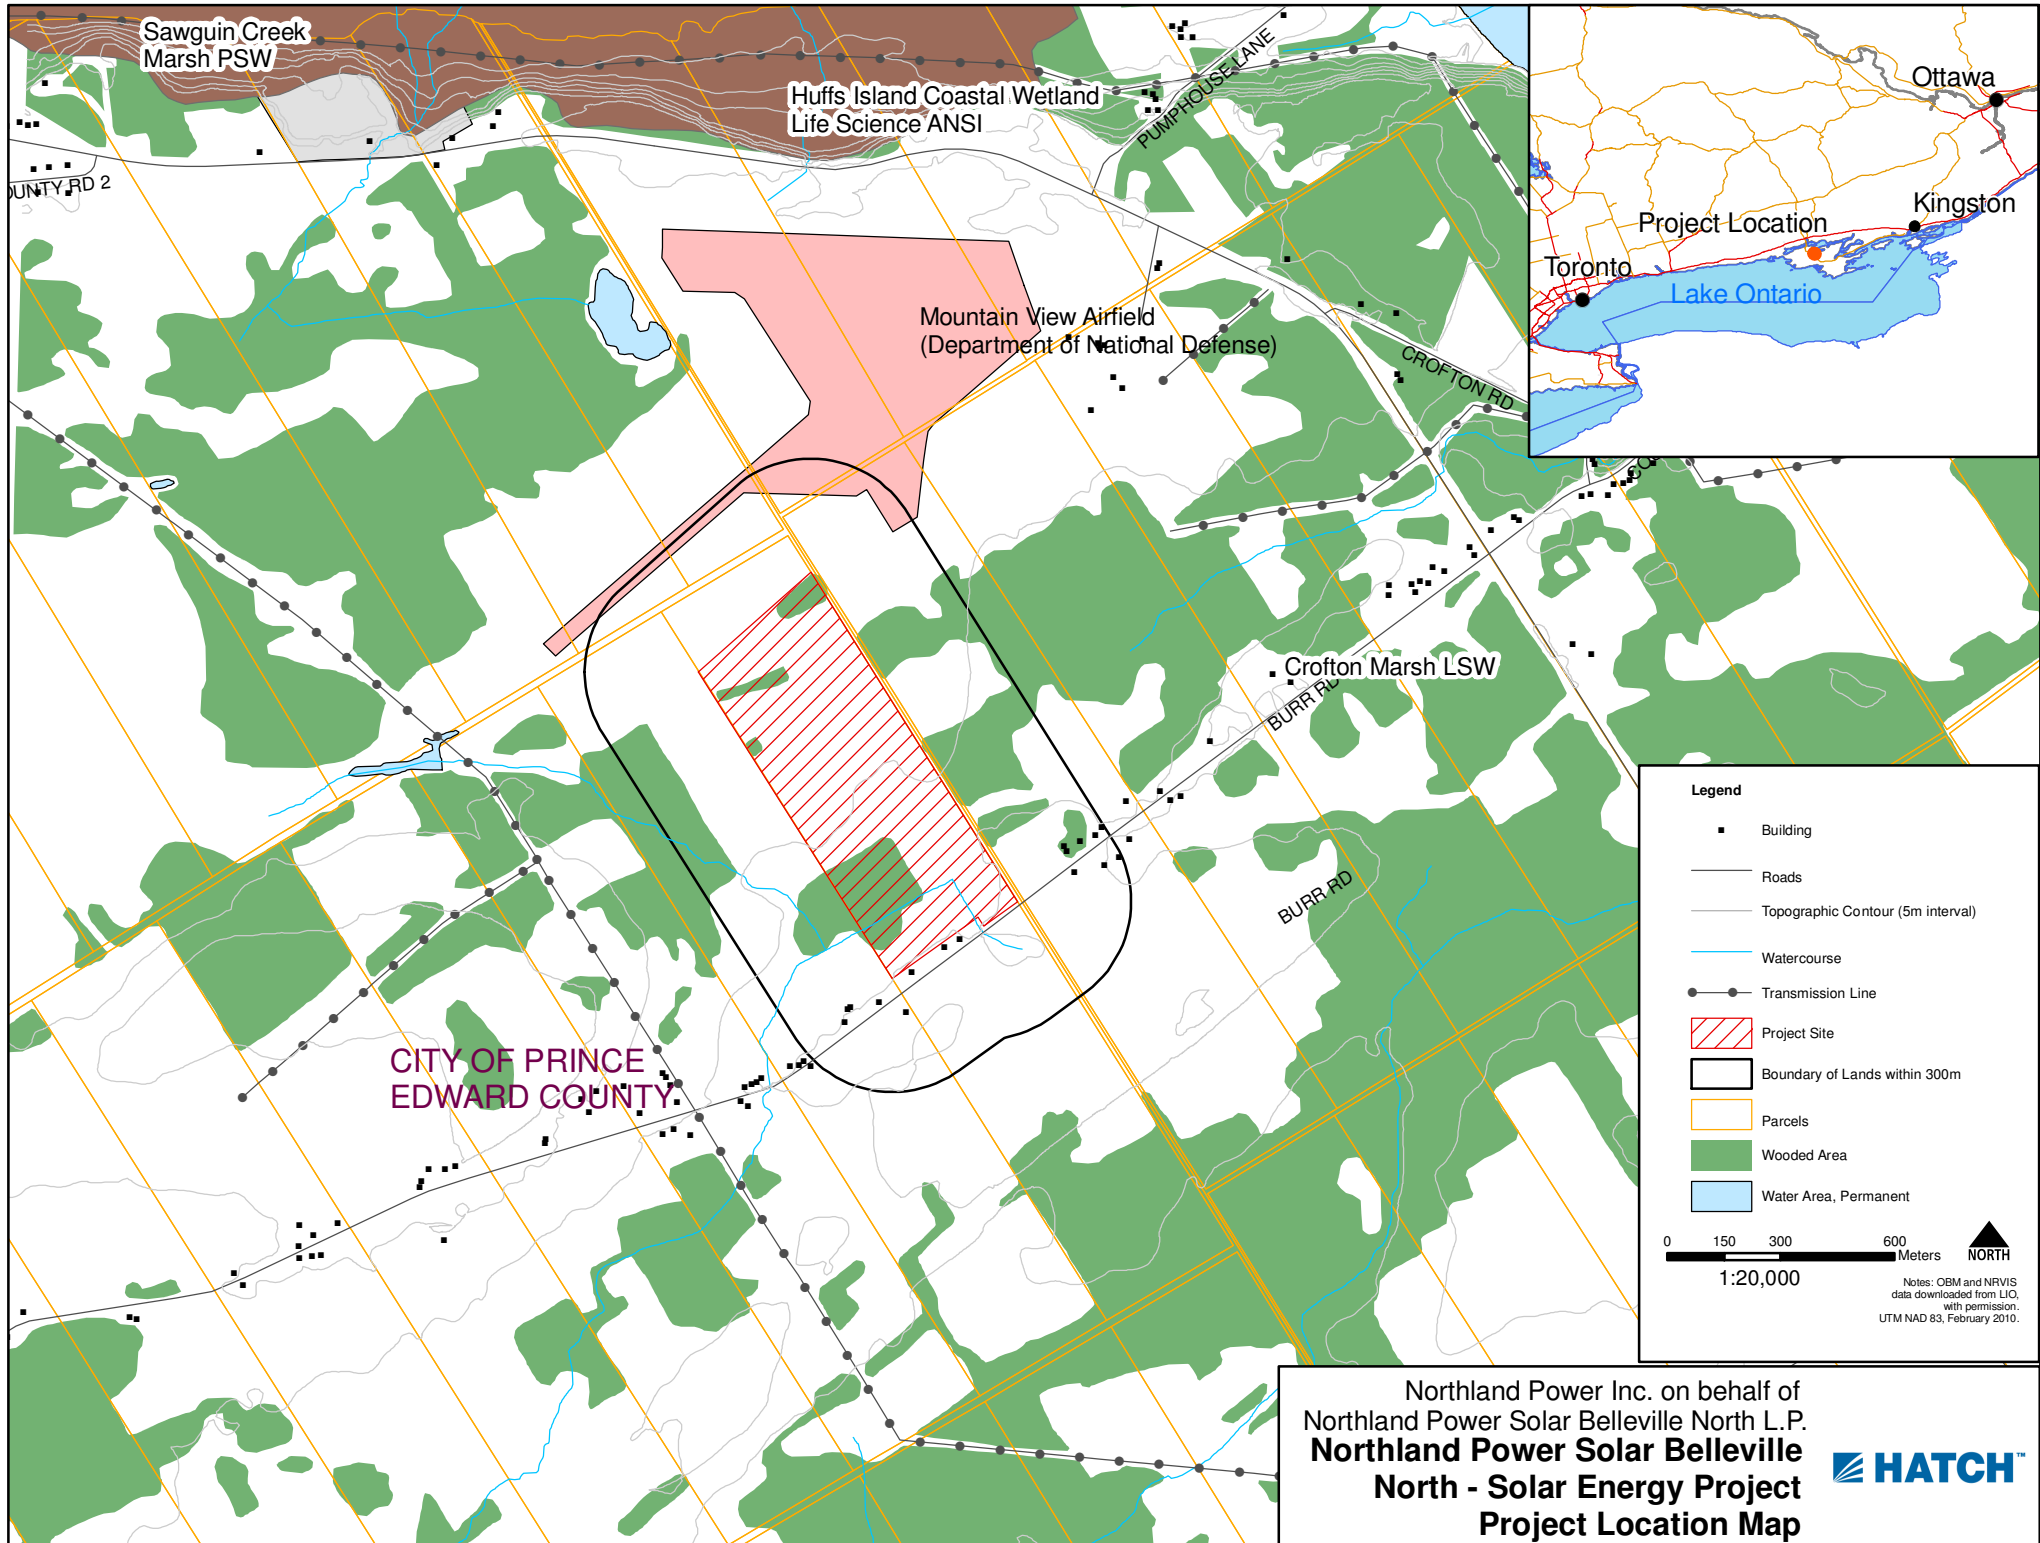 Sawguin Creek
Marsh PSW
Huffs Island Coastal Wetland
Life Science ANSI
PUMPHOUSE LANE
OUNTY RD 2
Mountain View Airfield
(Department of National Defense)
CROFTON RD
Ottawa
Kingston
Project Location
Toronto
Lake Ontario
CO
Crofton Marsh LSW
BURR RD
BURR RD
CITY OF PRINCE
EDWARD COUNTY
Legend
Building
Roads
Topographic Contour (5m interval)
Watercourse
Transmission Line
Project Site
Boundary of Lands within 300m
Parcels
Wooded Area
Water Area, Permanent
0 150 300 600
Meters
1:20,000
NORTH
Notes: OBM and NRVIS
data downloaded from LIO,
with permission.
UTM NAD 83, February 2010.
Northland Power Inc. on behalf of
Northland Power Solar Belleville North L.P.
Northland Power Solar Belleville
North - Solar Energy Project
Project Location Map
HATCH™